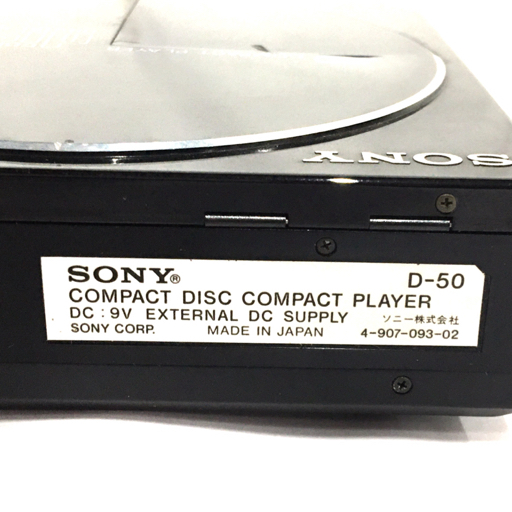 SONY
SONY® D-50
COMPACT DISC COMPACT PLAYER
DC : 9V EXTERNAL DC SUPPLY ソニー株式会社
SONY CORP. MADE IN JAPAN 4-907-093-02